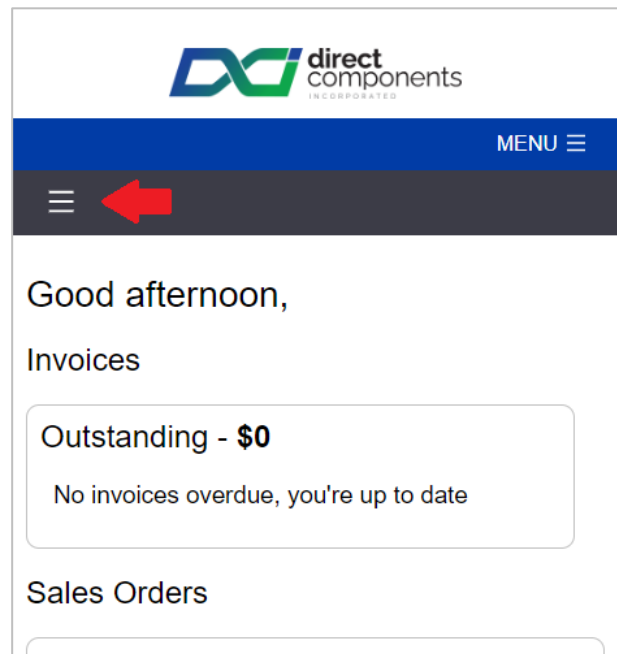 DCI direct
components
INCORPORATED
MENU
Good afternoon,
Invoices
Outstanding - $0
No invoices overdue, you're up to date
Sales Orders